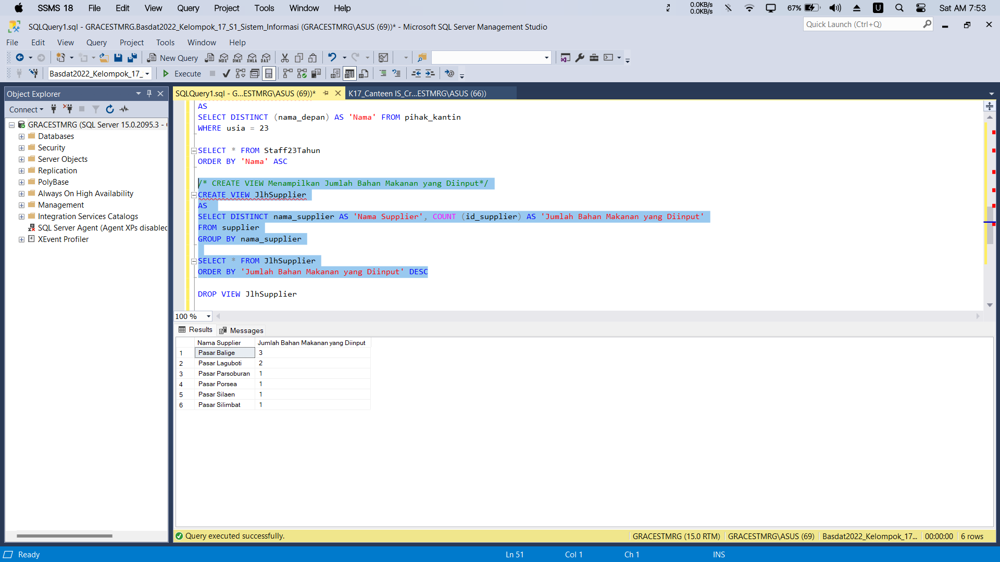 SSMS 18 File Edit View Query Project Tools Window Help
0.0KB/s
0.0KB/s
67% U Sat AM 7:53
SQLQuery1.sql - GRACESTMRG.Basdat2022_Kelompok_17_S1_Sistem_Informasi (GRACESTMRG\ASUS (69))* - Microsoft SQL Server Management Studio
Quick Launch (Ctrl+Q)
File Edit View Query Project Tools Window Help
New Query MDX DMX XMLA DAX
Basdat2022_Kelompok_17_ Execute
Object Explorer
Connect
GRACESTMRG (SQL Server 15.0.2095.3 -
Databases
Security
Server Objects
Replication
PolyBase
Always On High Availability
Management
Integration Services Catalogs
SQL Server Agent (Agent XPs disabled
XEvent Profiler
SQLQuery1.sql - G...ESTMRG\ASUS (69))* K17_Canteen IS_Cr...ESTMRG\ASUS (66))
AS
SELECT DISTINCT (nama_depan) AS 'Nama' FROM pihak_kantin
WHERE usia = 23
SELECT * FROM Staff23Tahun
ORDER BY 'Nama' ASC
/* CREATE VIEW Menampilkan Jumlah Bahan Makanan yang Diinput*/
CREATE VIEW JlhSupplier
AS
SELECT DISTINCT nama_supplier AS 'Nama Supplier', COUNT (id_supplier) AS 'Jumlah Bahan Makanan yang Diinput'
FROM supplier
GROUP BY nama_supplier
SELECT * FROM JlhSupplier
ORDER BY 'Jumlah Bahan Makanan yang Diinput' DESC
DROP VIEW JlhSupplier
100 %
Results Messages
Nama Supplier Jumlah Bahan Makanan yang Diinput
1 Pasar Balige 3
2 Pasar Laguboti 2
3 Pasar Parsoburan 1
4 Pasar Porsea 1
5 Pasar Silaen 1
6 Pasar Silimbat 1
Query executed successfully. GRACESTMRG (15.0 RTM) GRACESTMRG\ASUS (69) Basdat2022_Kelompok_17... 00:00:00 6 rows
Ready Ln 51 Col 1 Ch 1 INS